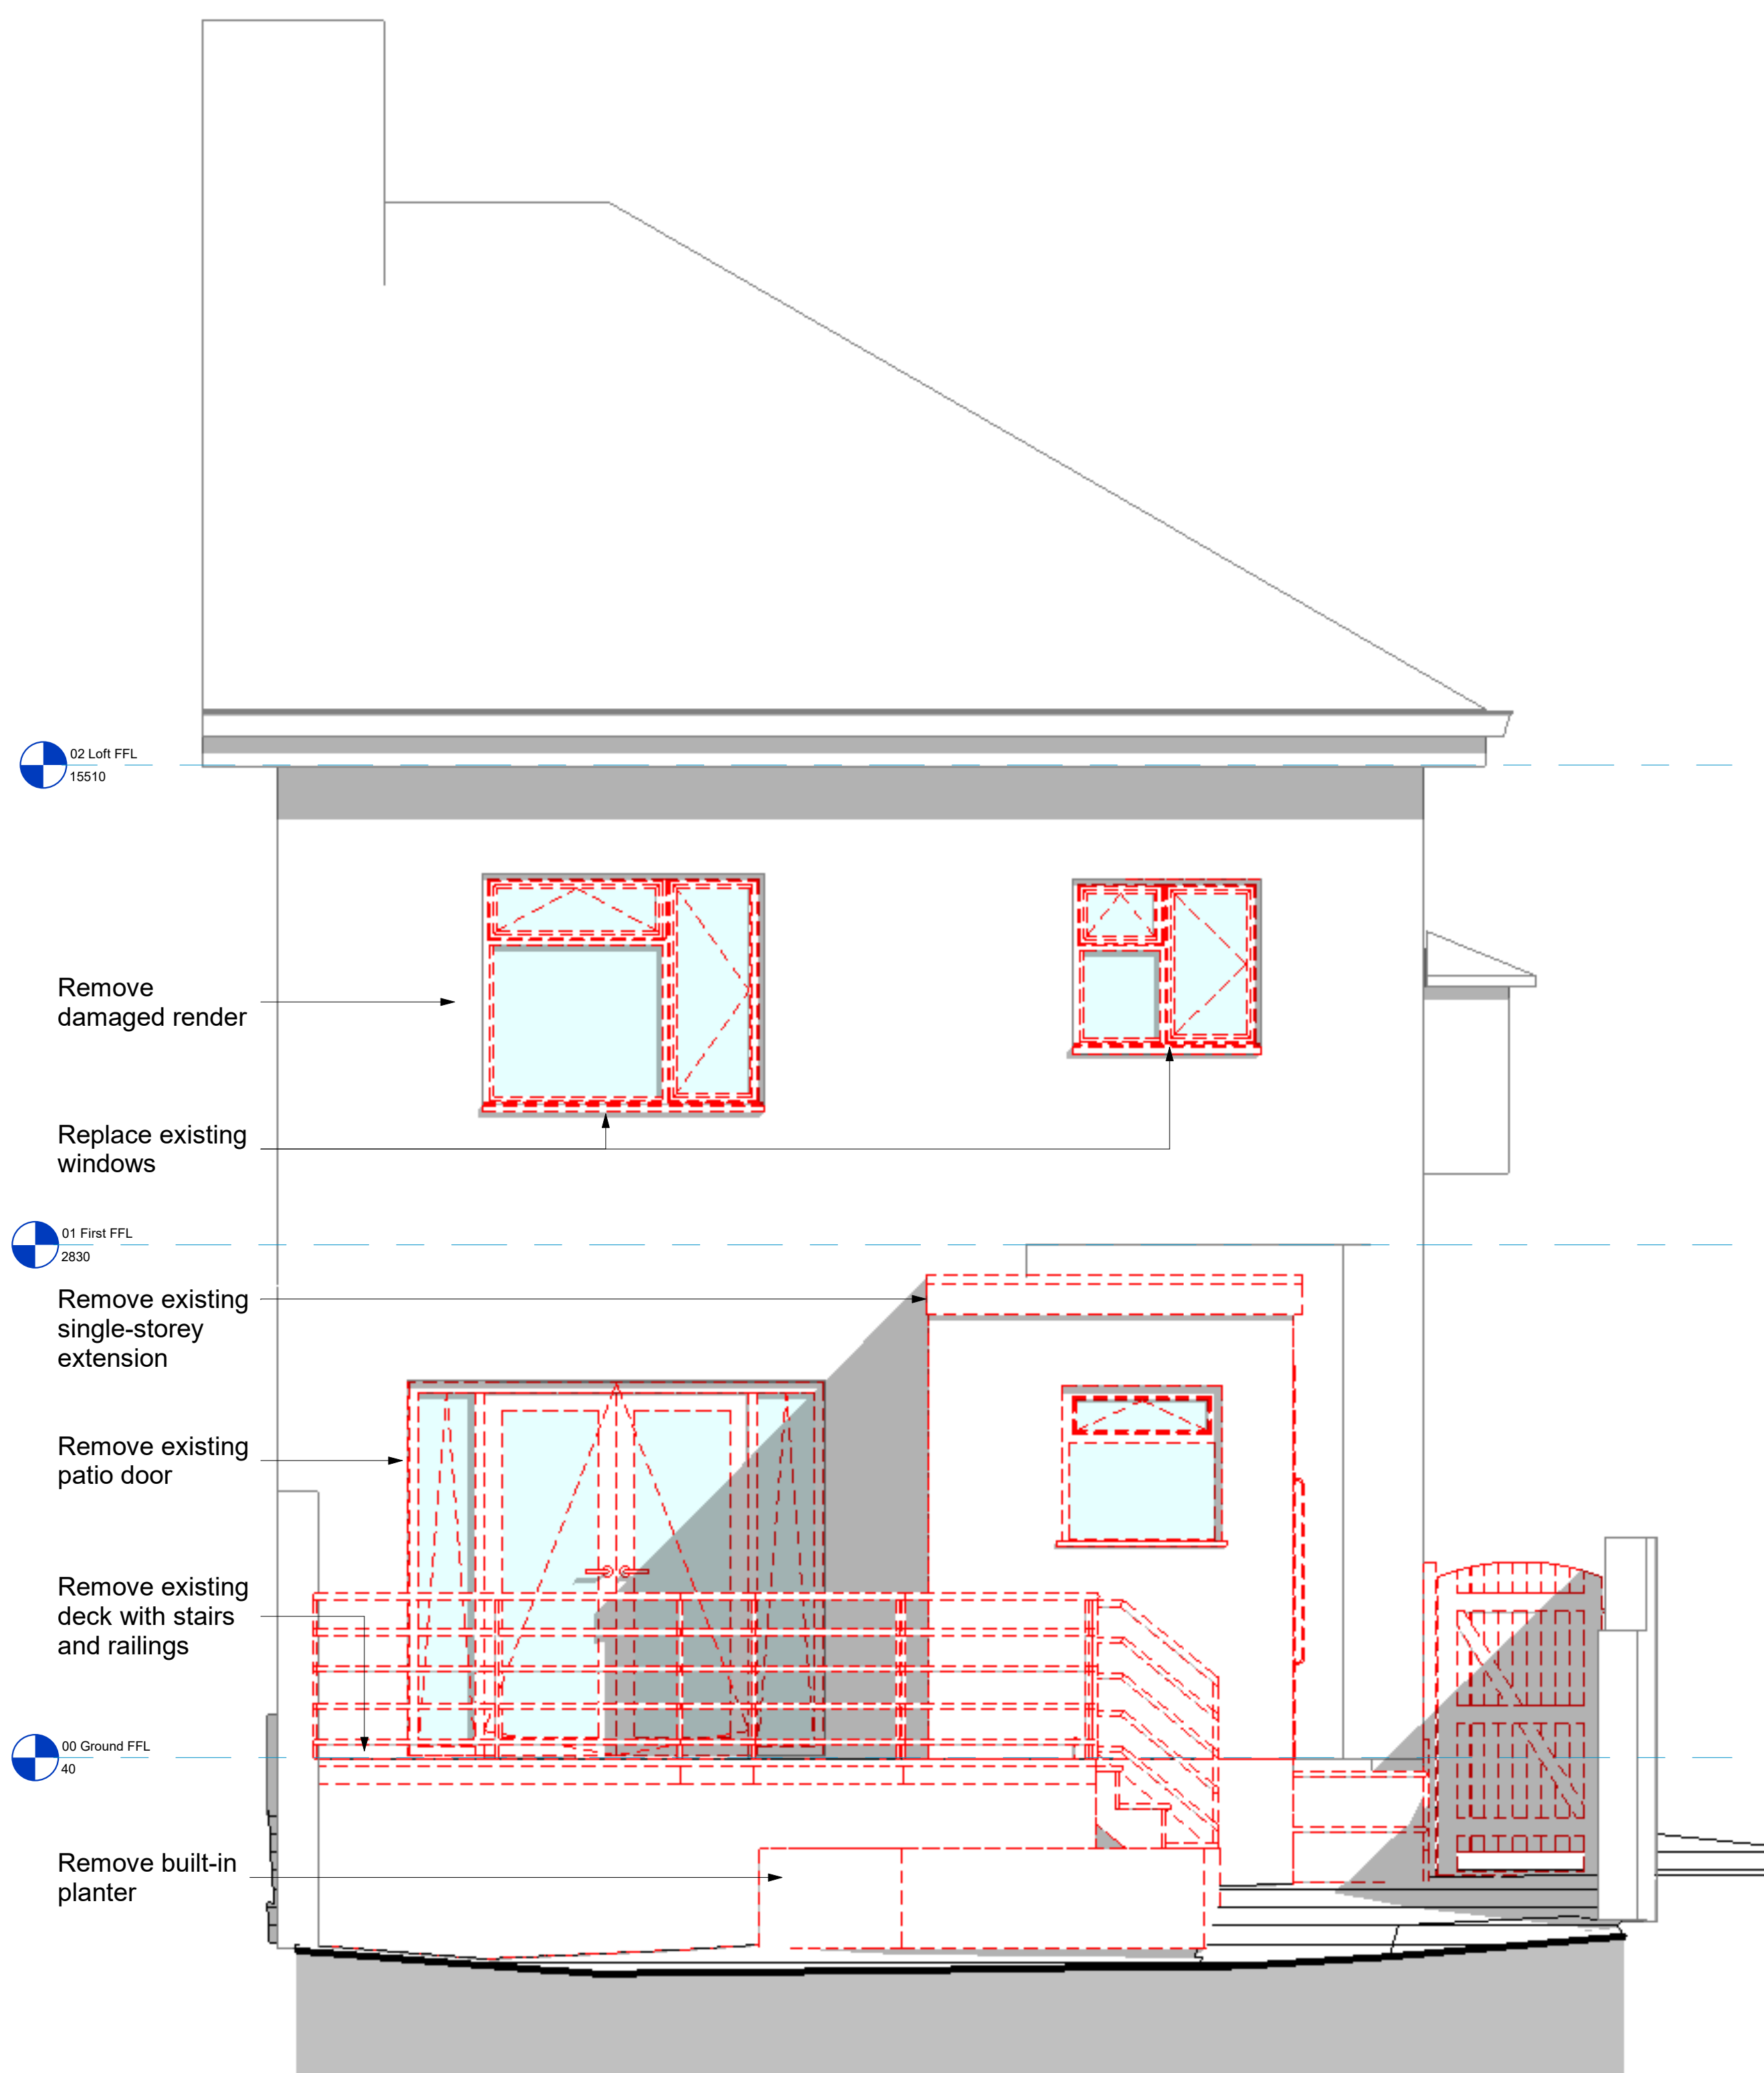 02 Loft FFL
15510
Remove
damaged render
Replace existing
windows
01 First FFL
2830
Remove existing
single-storey
extension
Remove existing
patio door
Remove existing
deck with stairs
and railings
00 Ground FFL
40
Remove built-in
planter